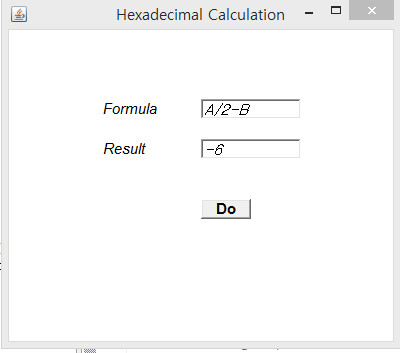 Hexadecimal Calculation
Formula A/2-B
Result -6
Do